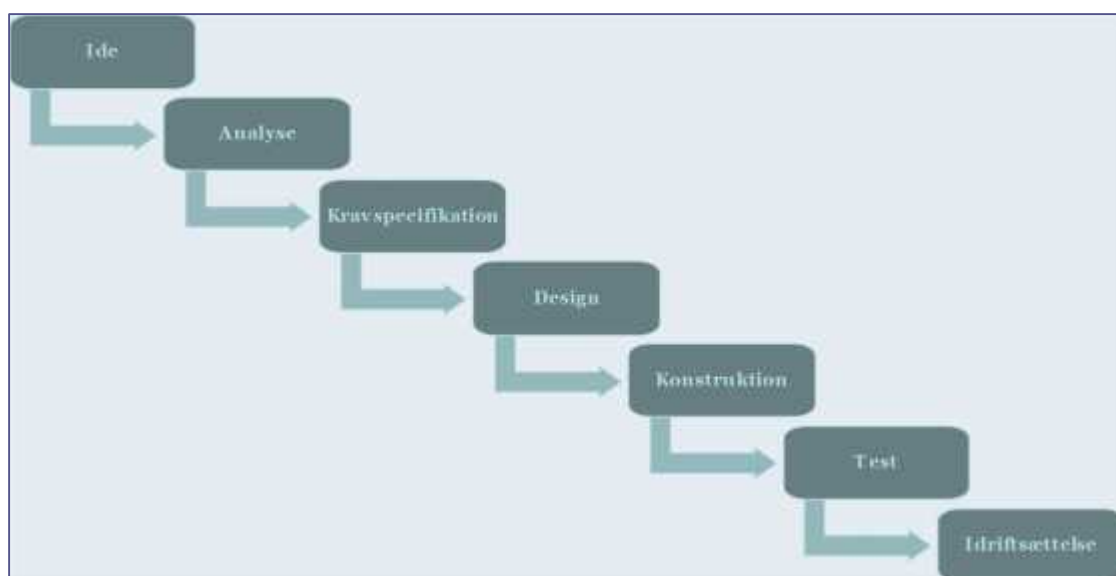 Ide
Analyse
Kravspecifikation
Design
Konstruktion
Test
Idriftsættelse